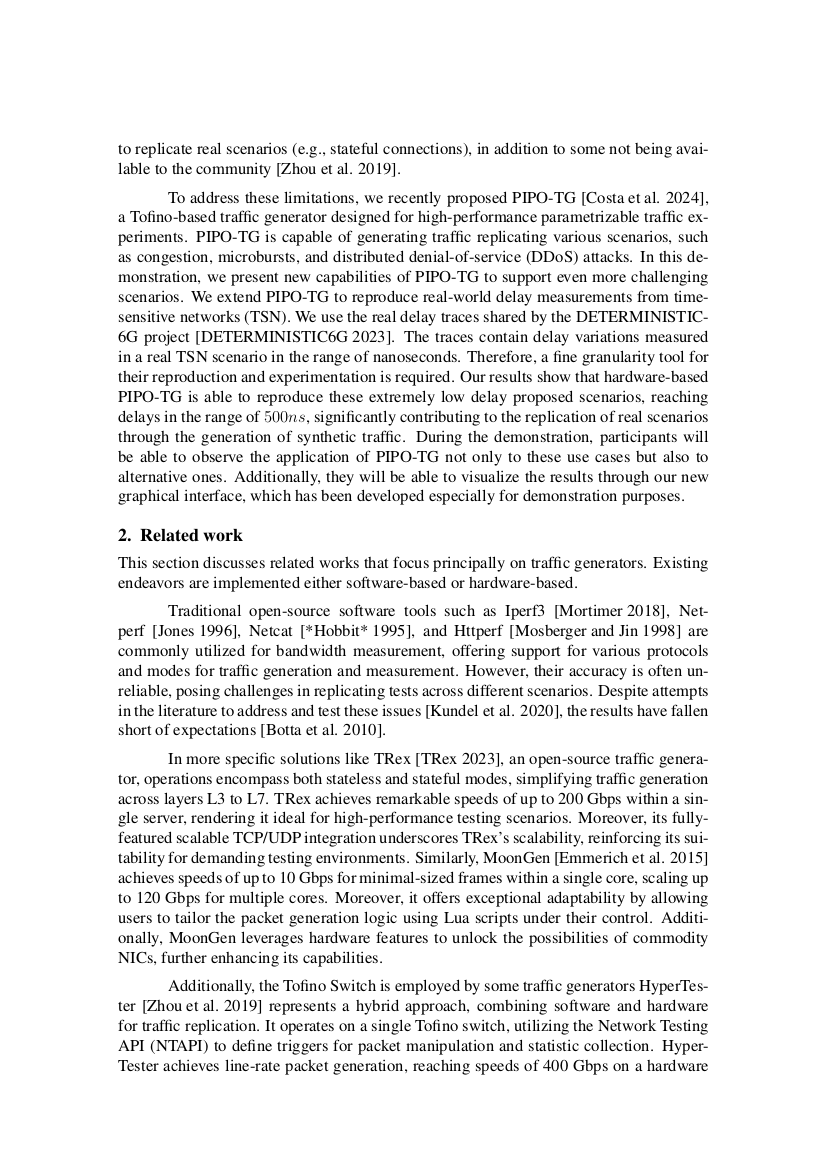 to replicate real scenarios (e.g., stateful connections), in addition to some not being avai-
lable to the community [Zhou et al. 2019].
To address these limitations, we recently proposed PIPO-TG [Costa et al. 2024],
a Tofino-based traffic generator designed for high-performance parametrizable traffic ex-
periments. PIPO-TG is capable of generating traffic replicating various scenarios, such
as congestion, microbursts, and distributed denial-of-service (DDoS) attacks. In this de-
monstration, we present new capabilities of PIPO-TG to support even more challenging
scenarios. We extend PIPO-TG to reproduce real-world delay measurements from time-
sensitive networks (TSN). We use the real delay traces shared by the DETERMINISTIC-
6G project [DETERMINISTIC6G 2023]. The traces contain delay variations measured
in a real TSN scenario in the range of nanoseconds. Therefore, a fine granularity tool for
their reproduction and experimentation is required. Our results show that hardware-based
PIPO-TG is able to reproduce these extremely low delay proposed scenarios, reaching
delays in the range of 500ns, significantly contributing to the replication of real scenarios
through the generation of synthetic traffic. During the demonstration, participants will
be able to observe the application of PIPO-TG not only to these use cases but also to
alternative ones. Additionally, they will be able to visualize the results through our new
graphical interface, which has been developed especially for demonstration purposes.
2. Related work
This section discusses related works that focus principally on traffic generators. Existing
endeavors are implemented either software-based or hardware-based.
Traditional open-source software tools such as Iperf3 [Mortimer 2018], Net-
perf [Jones 1996], Netcat [*Hobbit* 1995], and Httperf [Mosberger and Jin 1998] are
commonly utilized for bandwidth measurement, offering support for various protocols
and modes for traffic generation and measurement. However, their accuracy is often un-
reliable, posing challenges in replicating tests across different scenarios. Despite attempts
in the literature to address and test these issues [Kundel et al. 2020], the results have fallen
short of expectations [Botta et al. 2010].
In more specific solutions like TRex [TRex 2023], an open-source traffic genera-
tor, operations encompass both stateless and stateful modes, simplifying traffic generation
across layers L3 to L7. TRex achieves remarkable speeds of up to 200 Gbps within a sin-
gle server, rendering it ideal for high-performance testing scenarios. Moreover, its fully-
featured scalable TCP/UDP integration underscores TRex's scalability, reinforcing its sui-
tability for demanding testing environments. Similarly, MoonGen [Emmerich et al. 2015]
achieves speeds of up to 10 Gbps for minimal-sized frames within a single core, scaling up
to 120 Gbps for multiple cores. Moreover, it offers exceptional adaptability by allowing
users to tailor the packet generation logic using Lua scripts under their control. Additi-
onally, MoonGen leverages hardware features to unlock the possibilities of commodity
NICs, further enhancing its capabilities.
Additionally, the Tofino Switch is employed by some traffic generators HyperTes-
ter [Zhou et al. 2019] represents a hybrid approach, combining software and hardware
for traffic replication. It operates on a single Tofino switch, utilizing the Network Testing
API (NTAPI) to define triggers for packet manipulation and statistic collection. Hyper-
Tester achieves line-rate packet generation, reaching speeds of 400 Gbps on a hardware